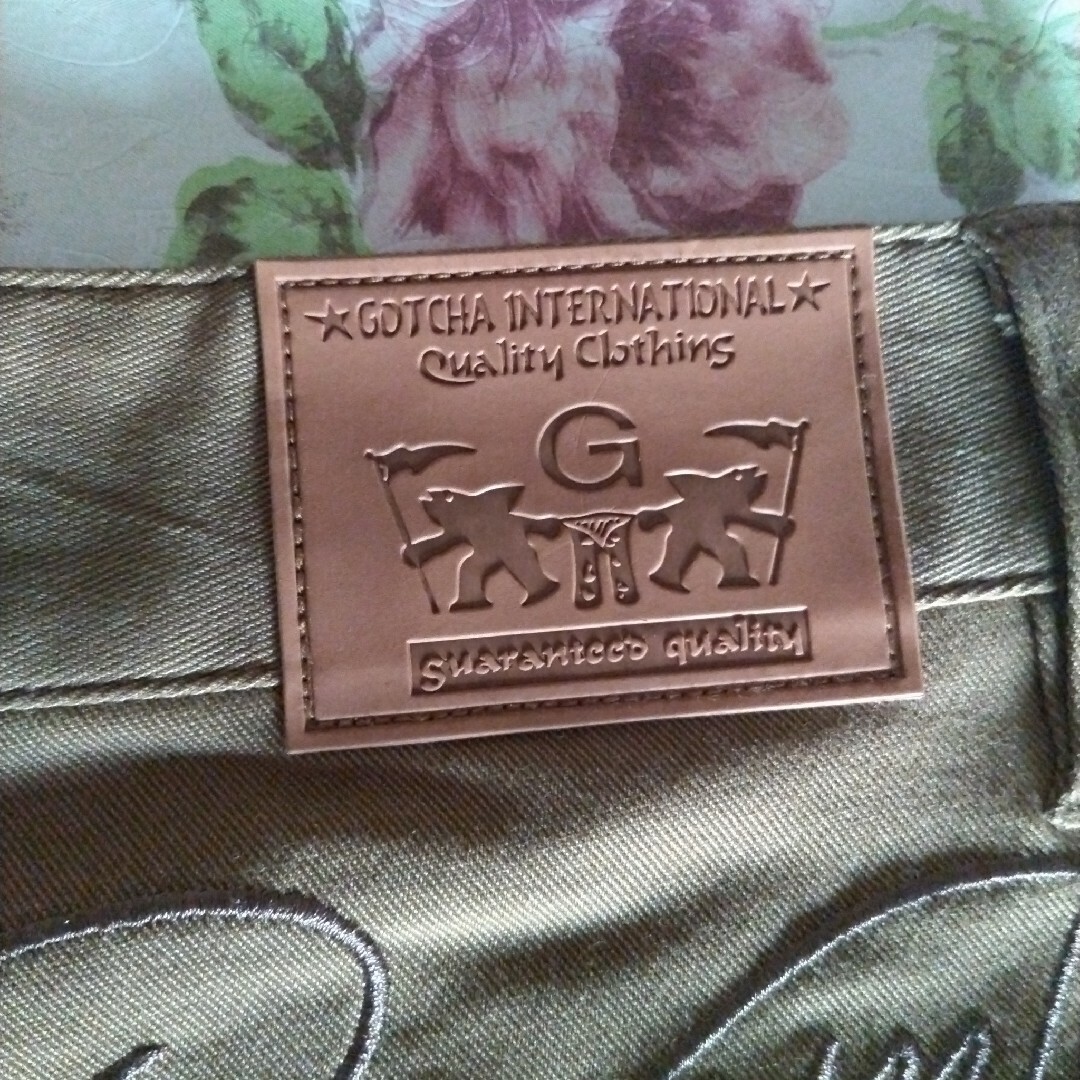 ★GOTCHA INTERNATIONAL★
Quality Clothing
G
Guaranteed quality